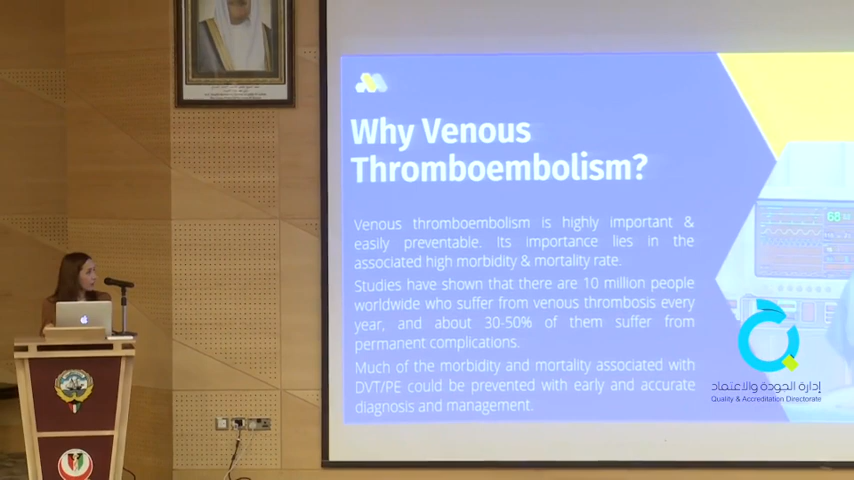 Why Venous
Thromboembolism?
Venous thromboembolism is highly important &
easily preventable. Its importance lies in the
associated high morbidity & mortality rate.
Studies have shown that there are 10 million people
worldwide who suffer from venous thrombosis every
year, and about 30-50% of them suffer from
permanent complications.
Much of the morbidity and mortality associated with
DVT/PE could be prevented with early and accurate
diagnosis and management.
68
إدارة الجودة والاعتماد
Quality & Accreditation Directorate